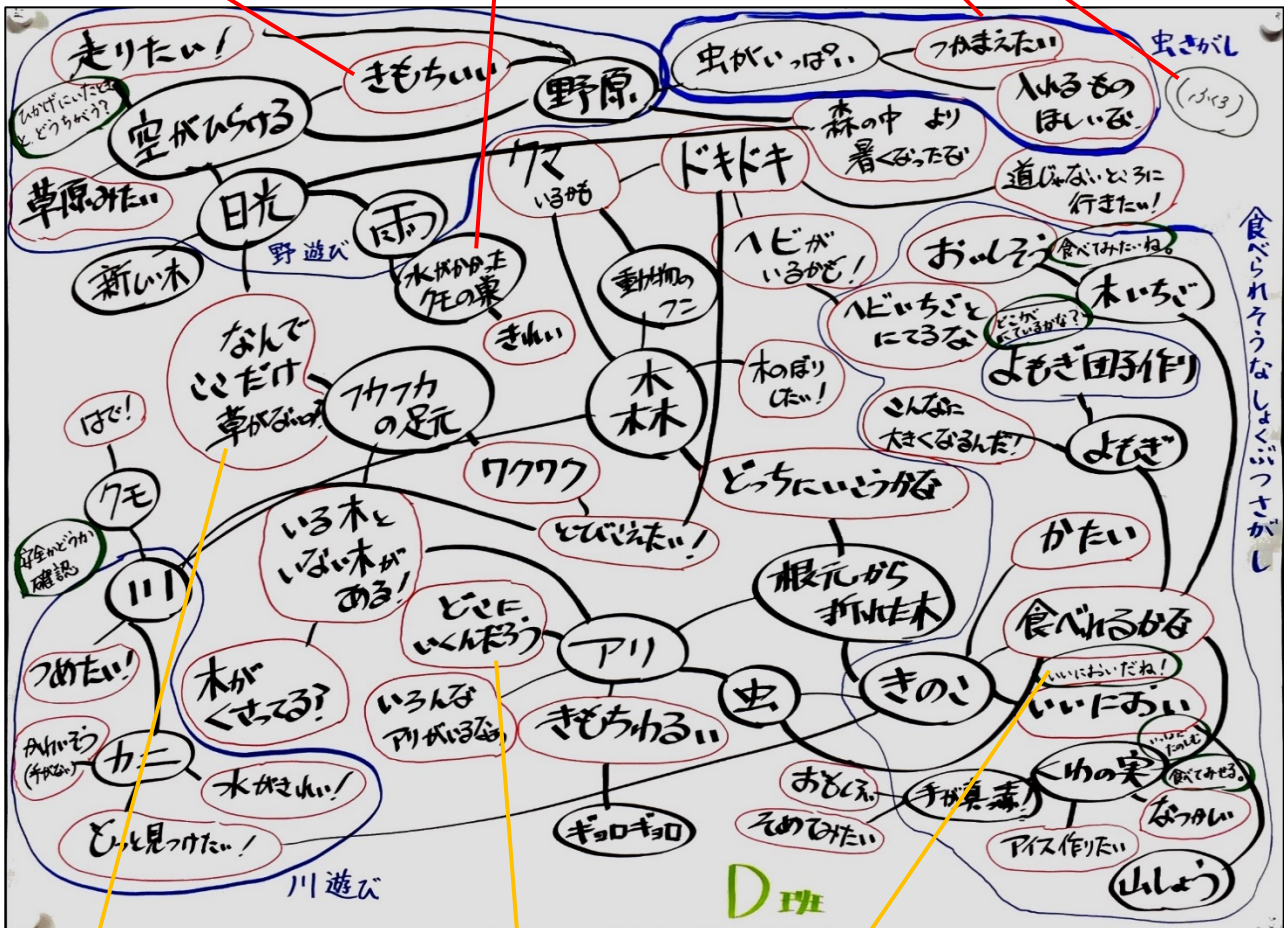 走りたい!
きもちいい
野原
虫がいっぱい
つかまえたい
虫さがし
(ふくろ)
入れるもの
ほしいな
ひかげにいたとき
と、どうちがう?
空がひらける
草原みたい
日光
雨
野遊び
新しい木
水がかかった
クモの巣
きれい
クマ
いるかも
ドキドキ
森の中より
暑くなったな
道じゃないところに
行きたい!
動物のフン
ヘビが
いるかも!
おいしそう
食べてみたいね。
木いちご
ヘビいちごと
にてるな
どこが
にているかな?
よもぎ団子作り
よもぎ
こんなに
大きくなるんだ!
食べられそうなしょくぶつさがし
なんで
ここだけ
草がないの?
フカフカ
の足元
ワクワク
森
木のぼり
したい!
どっちにいこうかな
とびこえたい!
はで!
クモ
安全かどうか
確認
川
つめたい!
カニ
かわいそう
(手がない)
水がきれい!
もっと見つけたい!
川遊び
いる木と
いない木が
ある!
木が
くさってる?
どこに
いくんだろう
アリ
いろんな
アリがいるなぁ
きもちわるい
ギョロギョロ
虫
根元から
折れた木
きのこ
かたい
食べれるかな
いいにおいだね!
いいにおい
いっしょに
たのしむ
くわの実
食べてみせる。
手が真っ赤!
おもしろい
そめてみたい
アイス作りたい
なつかしい
山しょう
D班